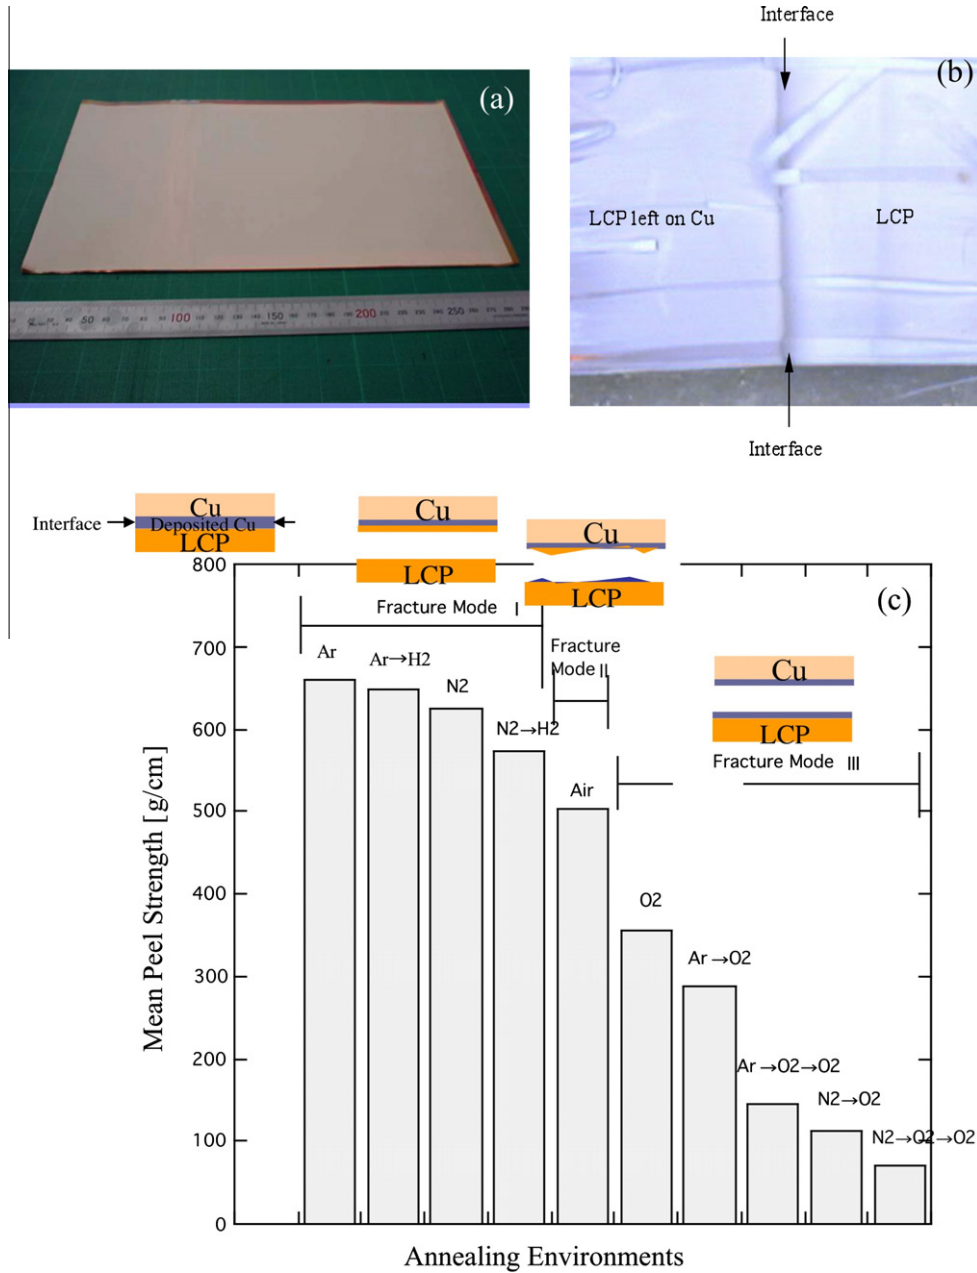 Interface
(a)
(b)
LCP left on Cu
LCP
50
100
150
200
250
Interface
Cu
Interface
Deposited Cu
LCP
Cu
LCP
Cu
LCP
(c)
Fracture Mode I
Fracture
Mode II
Cu
LCP
Fracture Mode III
Ar
Ar→H2
N2
N2→H2
Air
O2
Ar→O2
Ar→O2→O2
N2→O2
N2→O2→O2
800
700
600
500
400
300
200
100
0
Mean Peel Strength [g/cm]
Annealing Environments